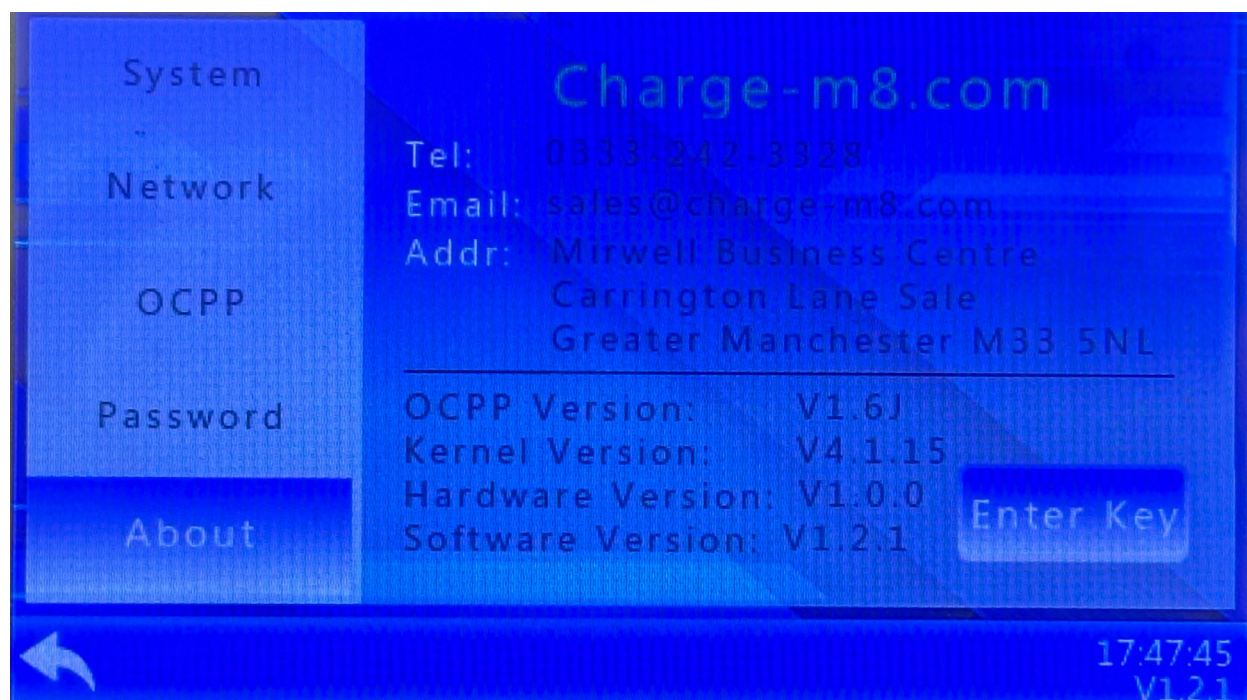 System
Network
OCPP
Password
About
Charge-m8.com
Tel: 0333-242-3328
Email: sales@charge-m8.com
Addr: Mirwell Business Centre
Carrington Lane Sale
Greater Manchester M33 5NL
OCPP Version: V1.6J
Kernel Version: V4.1.15
Hardware Version: V1.0.0
Software Version: V1.2.1
Enter Key
17:47:45
V1.2.1